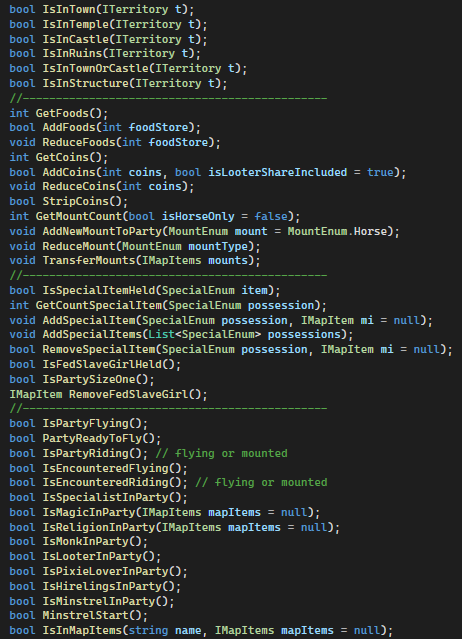 bool IsInTown(ITerritory t);
bool IsInTemple(ITerritory t);
bool IsInCastle(ITerritory t);
bool IsInRuins(ITerritory t);
bool IsInTownOrCastle(ITerritory t);
bool IsInStructure(ITerritory t);
//---------------------------------------------
int GetFoods();
bool AddFoods(int foodStore);
void ReduceFoods(int foodStore);
int GetCoins();
bool AddCoins(int coins, bool isLooterShareIncluded = true);
void ReduceCoins(int coins);
bool StripCoins();
int GetMountCount(bool isHorseOnly = false);
void AddNewMountToParty(MountEnum mount = MountEnum.Horse);
void ReduceMount(MountEnum mountType);
void TransferMounts(IMapItems mounts);
//---------------------------------------------
bool IsSpecialItemHeld(SpecialEnum item);
int GetCountSpecialItem(SpecialEnum possession);
void AddSpecialItem(SpecialEnum possession, IMapItem mi = null);
void AddSpecialItems(List<SpecialEnum> possessions);
bool RemoveSpecialItem(SpecialEnum possession, IMapItem mi = null);
bool IsFedSlaveGirlHeld();
bool IsPartySizeOne();
IMapItem RemoveFedSlaveGirl();
//---------------------------------------------
bool IsPartyFlying();
bool PartyReadyToFly();
bool IsPartyRiding(); // flying or mounted
bool IsEncounteredFlying();
bool IsEncounteredRiding(); // flying or mounted
bool IsSpecialistInParty();
bool IsMagicInParty(IMapItems mapItems = null);
bool IsReligionInParty(IMapItems mapItems = null);
bool IsMonkInParty();
bool IsLooterInParty();
bool IsPixieLoverInParty();
bool IsHirelingsInParty();
bool IsMinstrelInParty();
bool MinstrelStart();
bool IsInMapItems(string name, IMapItems mapItems = null);